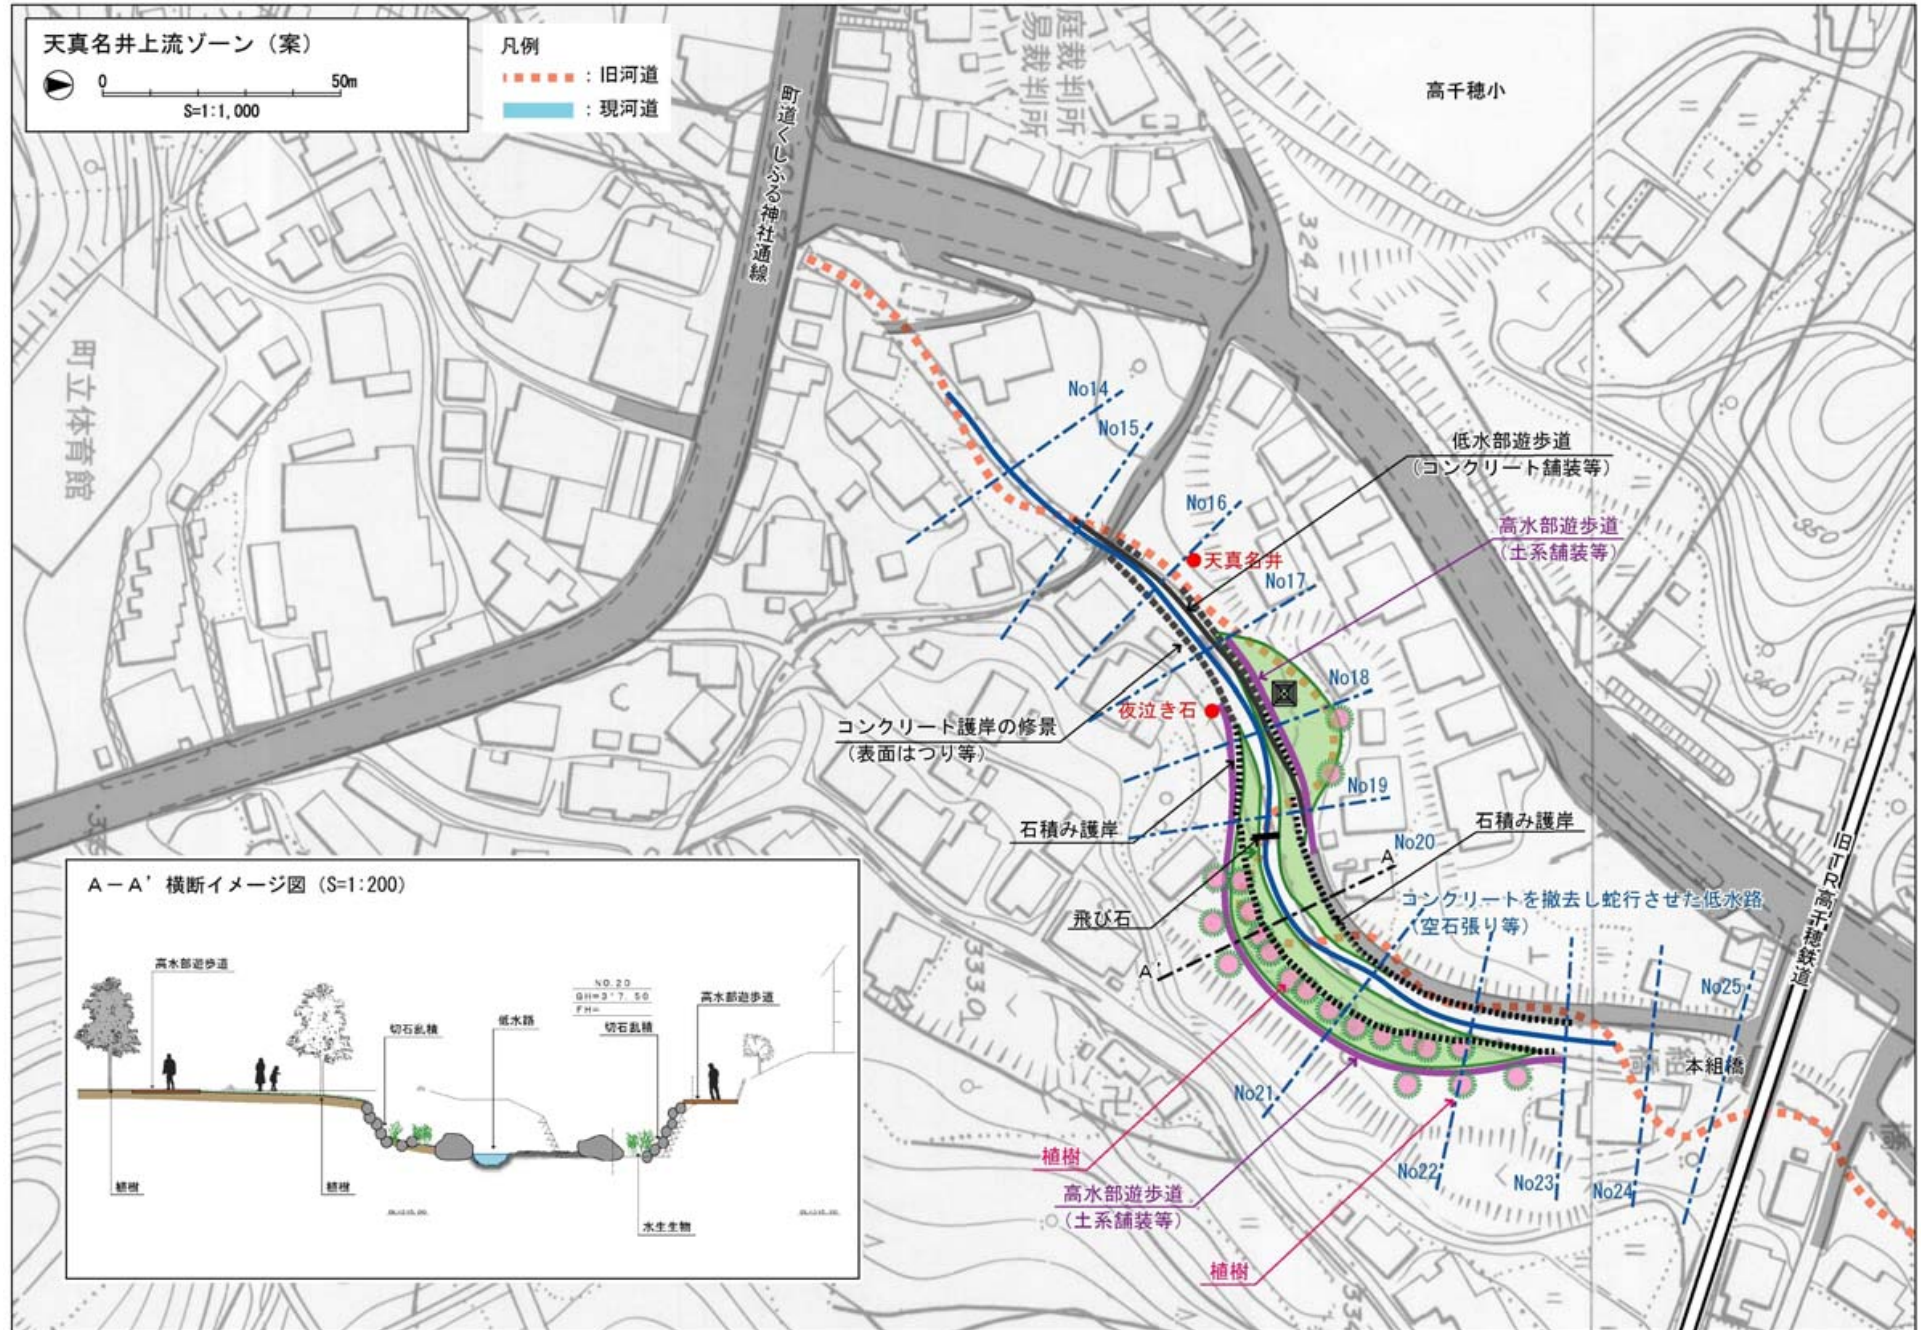 天真名井上流ゾーン（案）
0 50m
S=1:1,000
凡例
：旧河道
：現河道
町道くしふる神社通線
庭裁判所
易裁判所
高千穂小
324.7
町立体育館
No14
No15
No16
No17
No18
No19
No20
No21
No22
No23
No24
No25
低水部遊歩道
（コンクリート舗装等）
高水部遊歩道
（土系舗装等）
天真名井
夜泣き石
コンクリート護岸の修景
（表面はつり等）
石積み護岸
石積み護岸
飛び石
A
A'
コンクリートを撤去し蛇行させた低水路
（空石張り等）
旧TR高千穂鉄道
本組橋
350
340
333.0
植樹
高水部遊歩道
（土系舗装等）
植樹
A－A’横断イメージ図（S=1:200）
高水部遊歩道
切石乱積
低水路
NO.20
FH=
切石乱積
高水部遊歩道
植樹
植樹
水生生物